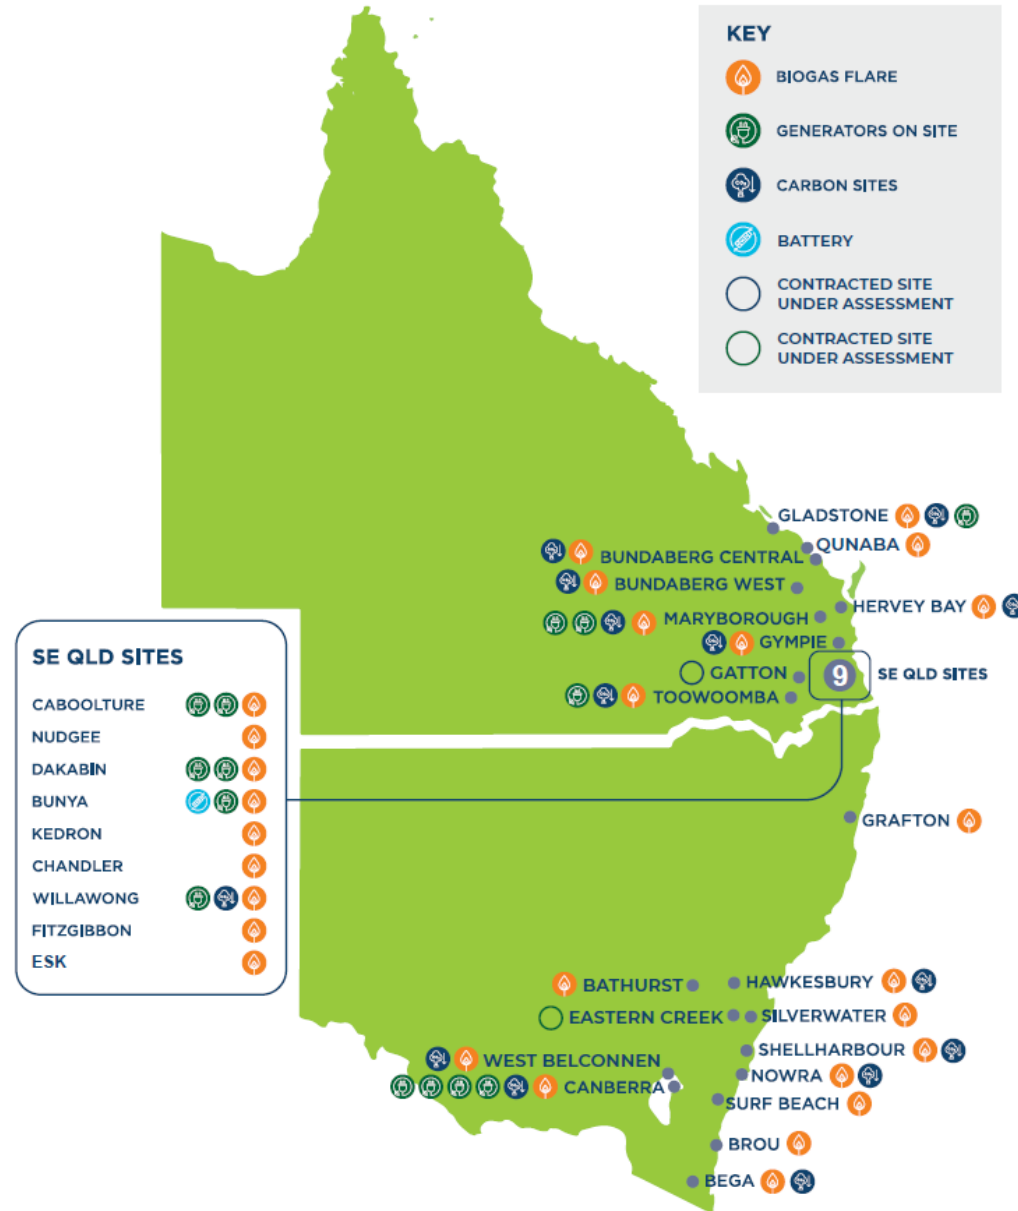 KEY
BIOGAS FLARE
GENERATORS ON SITE
CARBON SITES
BATTERY
CONTRACTED SITE
UNDER ASSESSMENT
CONTRACTED SITE
UNDER ASSESSMENT
GLADSTONE
QUNABA
BUNDABERG CENTRAL
BUNDABERG WEST
HERVEY BAY
MARYBOROUGH
GYMPIE
GATTON
9
SE QLD SITES
TOOWOOMBA
SE QLD SITES
CABOOLTURE
NUDGEE
DAKABIN
BUNYA
KEDRON
CHANDLER
WILLAWONG
FITZGIBBON
ESK
GRAFTON
BATHURST
HAWKESBURY
EASTERN CREEK
SILVERWATER
SHELLHARBOUR
WEST BELCONNEN
NOWRA
CANBERRA
SURF BEACH
BROU
BEGA